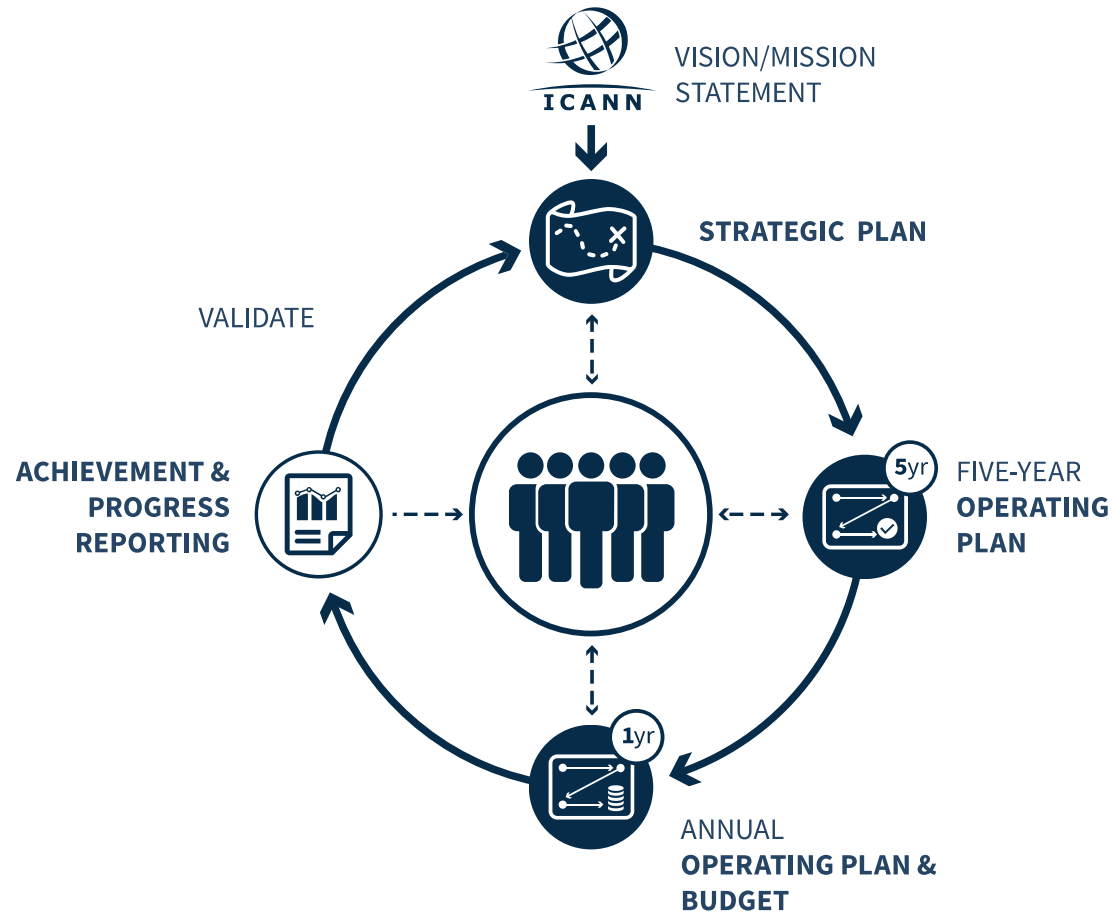 ICANN
VISION/MISSION
STATEMENT
STRATEGIC PLAN
VALIDATE
5yr
FIVE-YEAR
OPERATING
PLAN
ACHIEVEMENT &
PROGRESS
REPORTING
1yr
ANNUAL
OPERATING PLAN &
BUDGET